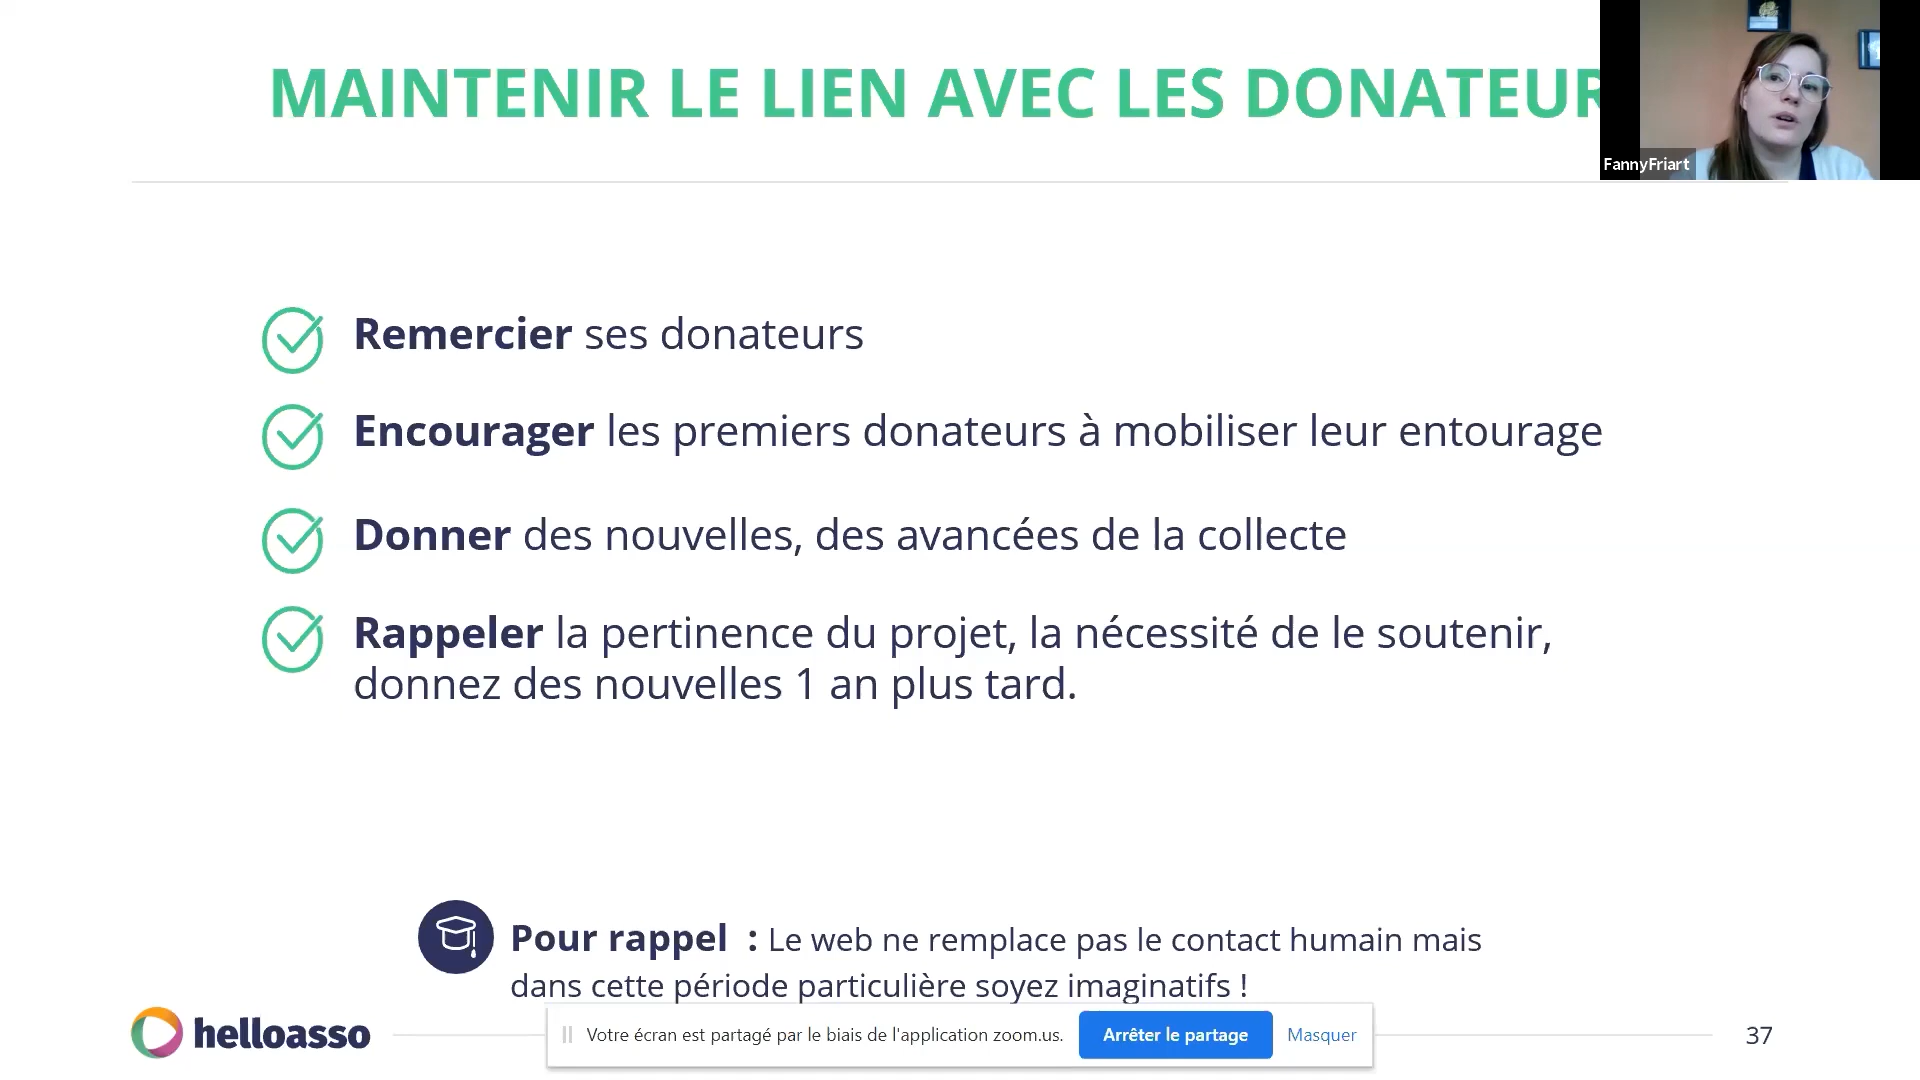 MAINTENIR LE LIEN AVEC LES DONATEUR
FannyFriart
Remercier ses donateurs
Encourager les premiers donateurs à mobiliser leur entourage
Donner des nouvelles, des avancées de la collecte
Rappeler la pertinence du projet, la nécessité de le soutenir,
donnez des nouvelles 1 an plus tard.
Pour rappel : Le web ne remplace pas le contact humain mais
dans cette période particulière soyez imaginatifs !
helloasso
Votre écran est partagé par le biais de l'application zoom.us.
Arrêter le partage
Masquer
37